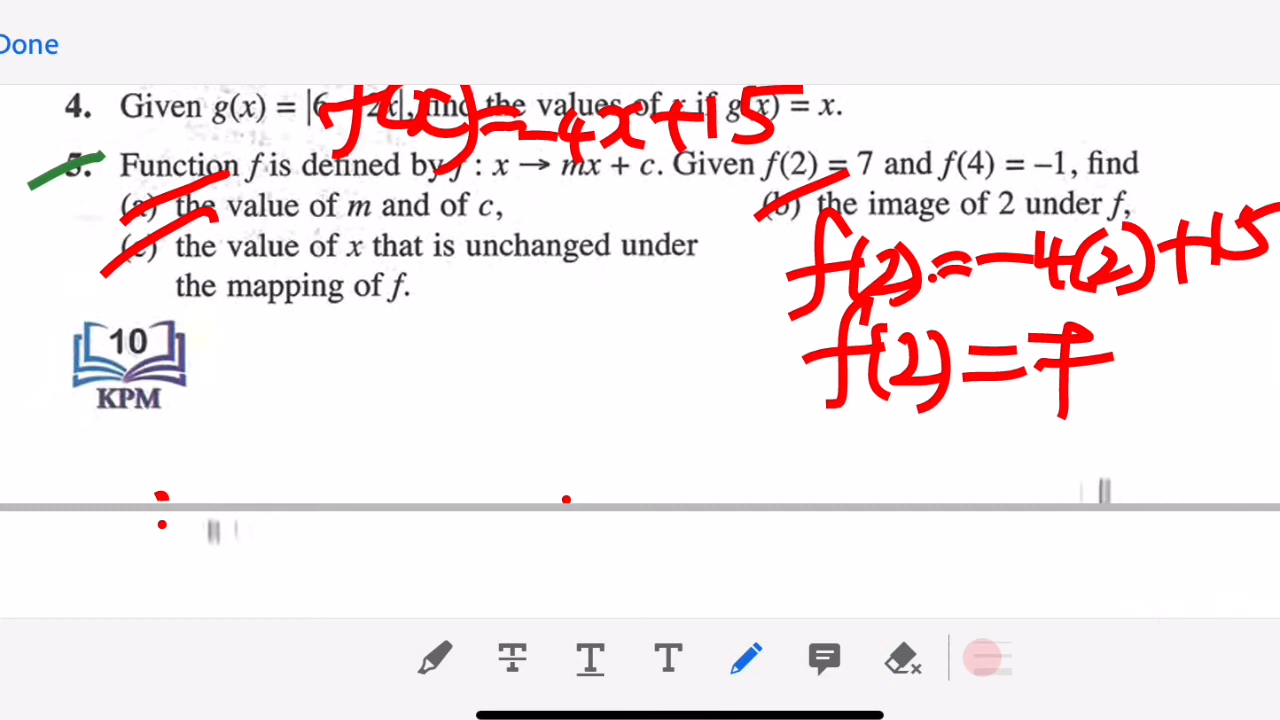 Done
4. Given g(x) = |6 – 2x|, find the values of x if g(x) = x.
f(x)=-4x+15
5. Function f is defined by f : x → mx + c. Given f(2) = 7 and f(4) = –1, find
(a) the value of m and of c, (b) the image of 2 under f,
(c) the value of x that is unchanged under
the mapping of f.
f(2)=-4(2)+15
f(2)=7
10
KPM